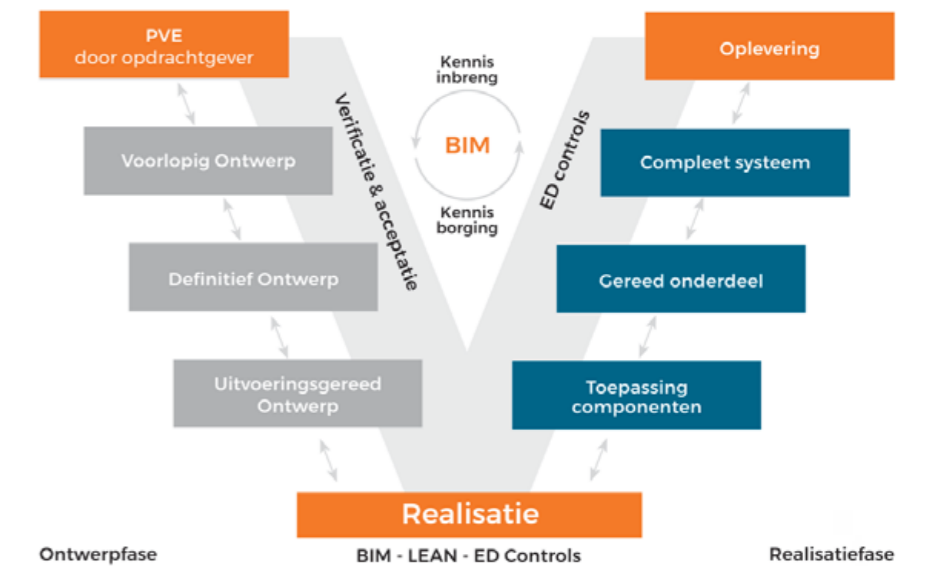 PVE
door opdrachtgever
Voorlopig Ontwerp
Definitief Ontwerp
Uitvoeringsgereed
Ontwerp
Verificatie & acceptatie
Kennis
inbreng
BIM
Kennis
borging
ED controls
Oplevering
Compleet systeem
Gereed onderdeel
Toepassing
componenten
Realisatie
Ontwerpfase
BIM - LEAN - ED Controls
Realisatiefase